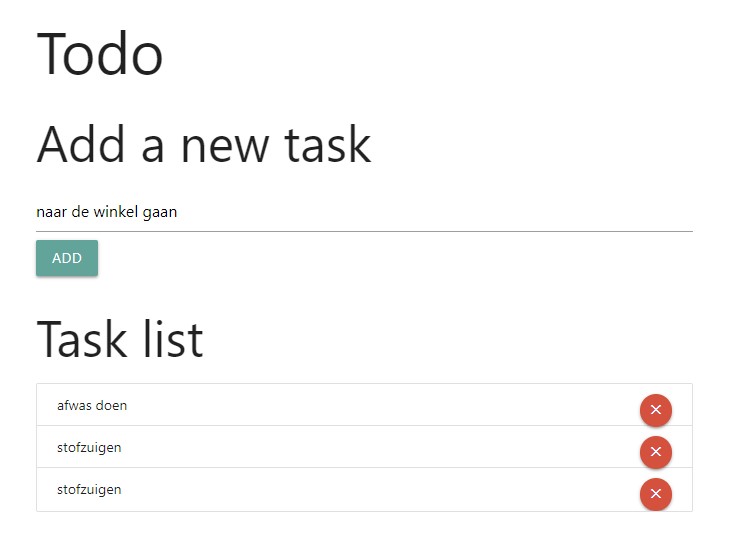 Todo
Add a new task
naar de winkel gaan
ADD
Task list
afwas doen
stofzuigen
stofzuigen